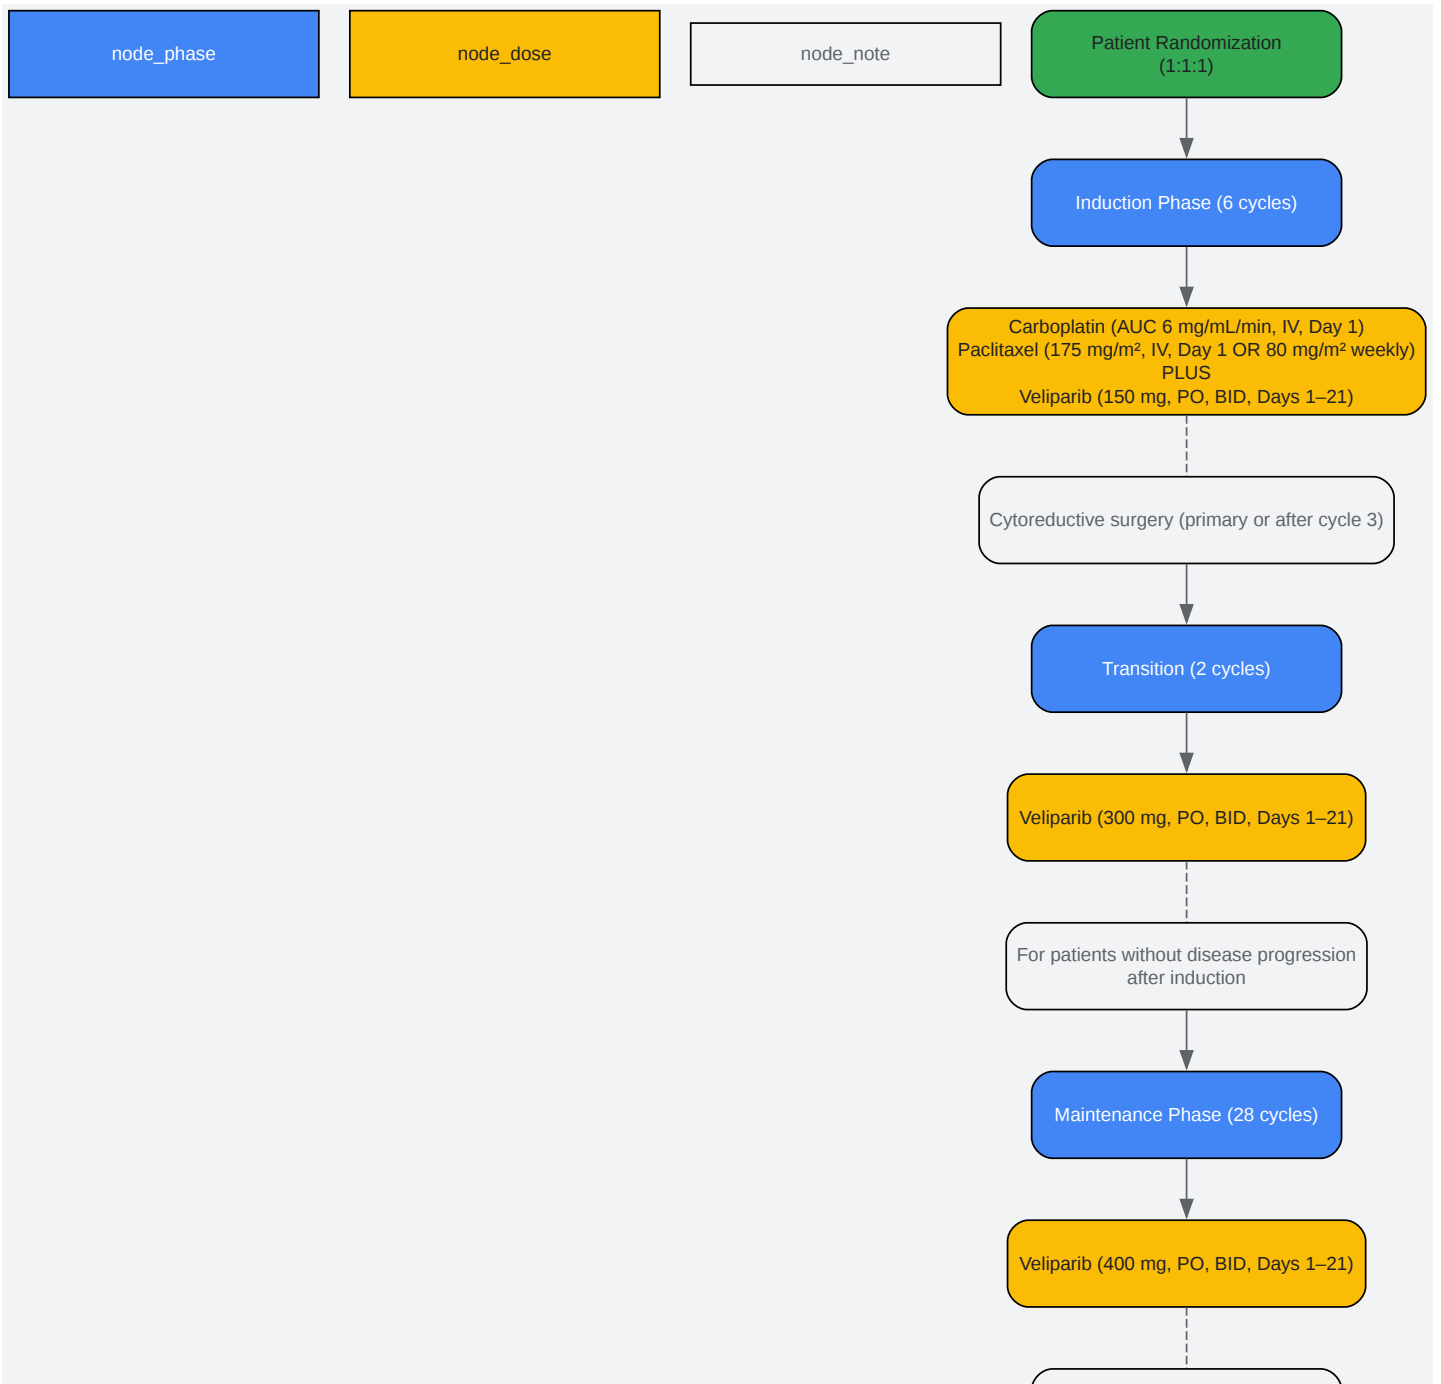 node_phase
node_dose
node_note
Patient Randomization
(1:1:1)
Induction Phase (6 cycles)
Carboplatin (AUC 6 mg/mL/min, IV, Day 1)
Paclitaxel (175 mg/m², IV, Day 1 OR 80 mg/m² weekly)
PLUS
Veliparib (150 mg, PO, BID, Days 1–21)
Cytoreductive surgery (primary or after cycle 3)
Transition (2 cycles)
Veliparib (300 mg, PO, BID, Days 1–21)
For patients without disease progression
after induction
Maintenance Phase (28 cycles)
Veliparib (400 mg, PO, BID, Days 1–21)